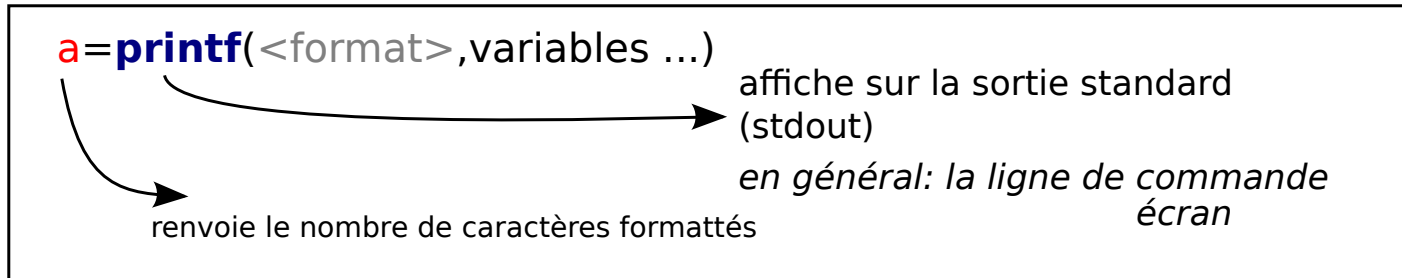 a=printf(<format>,variables ...)
affiche sur la sortie standard
(stdout)
en général: la ligne de commande
écran
renvoie le nombre de caractères formattés